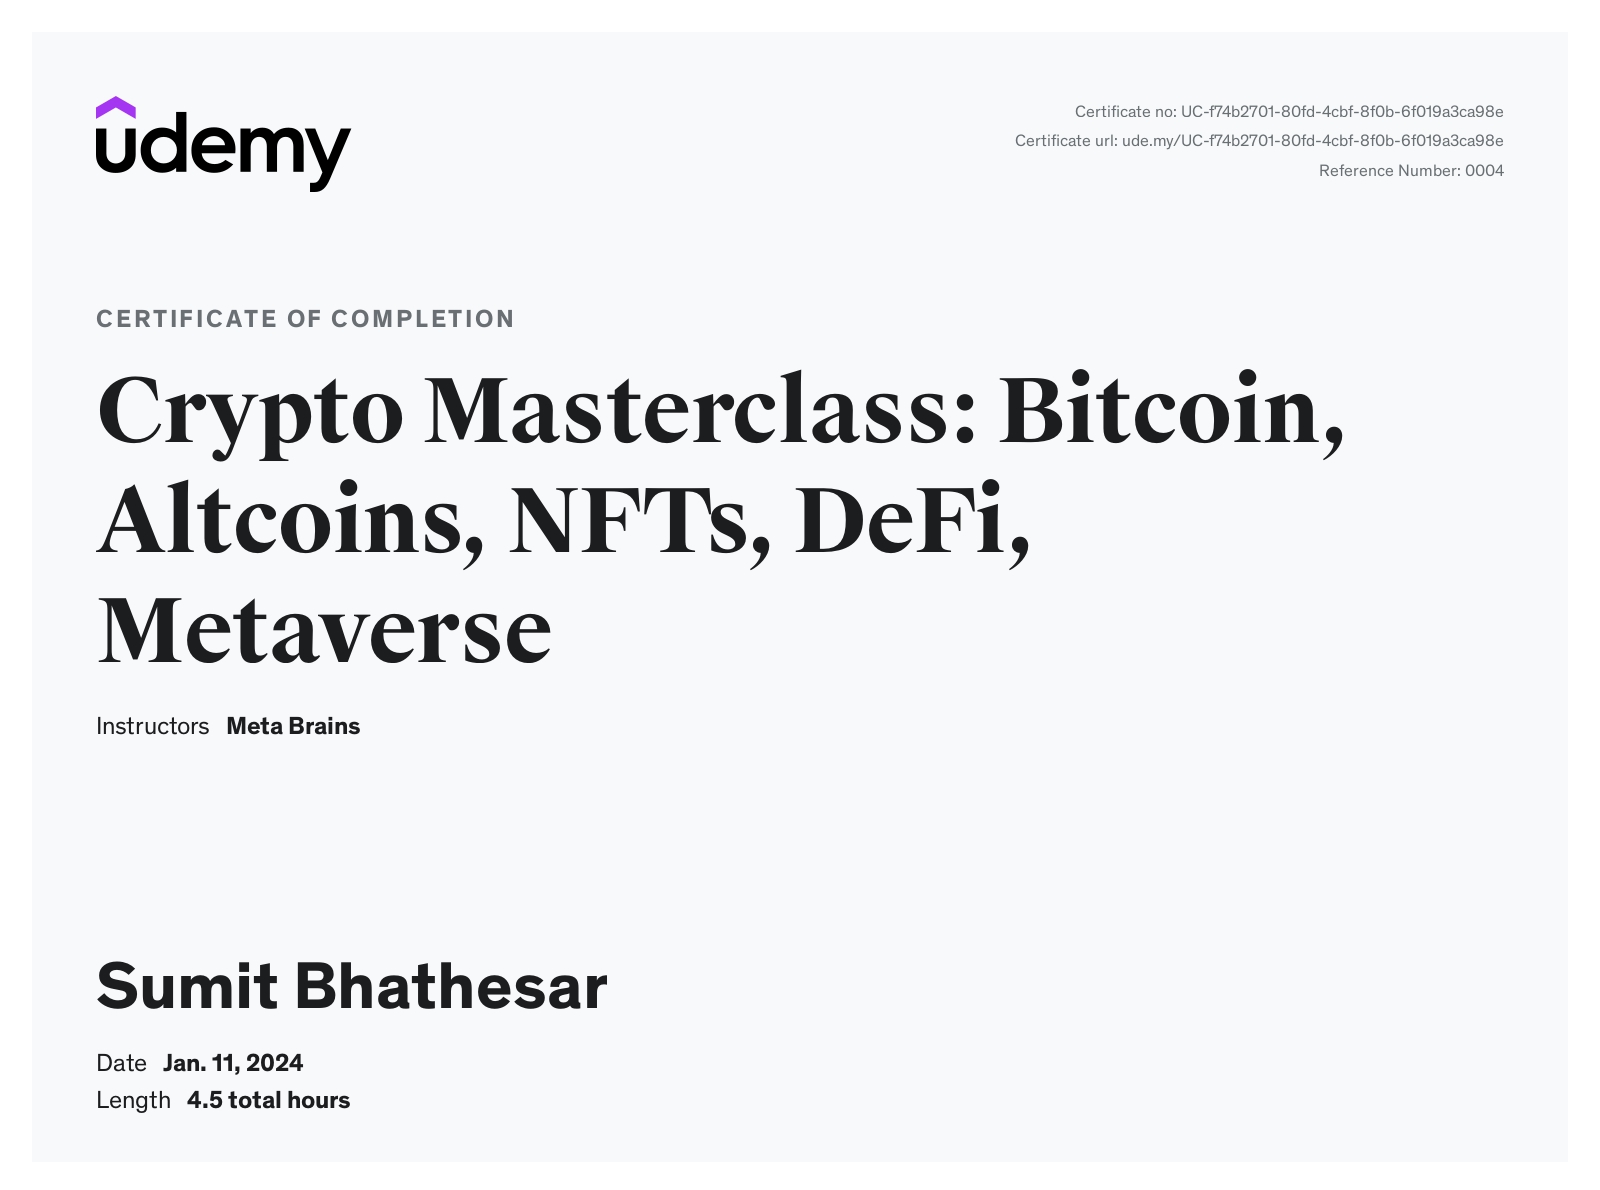 udemy
Certificate no: UC-f74b2701-80fd-4cbf-8f0b-6f019a3ca98e
Certificate url: ude.my/UC-f74b2701-80fd-4cbf-8f0b-6f019a3ca98e
Reference Number: 0004
CERTIFICATE OF COMPLETION
Crypto Masterclass: Bitcoin,
Altcoins, NFTs, DeFi,
Metaverse
Instructors Meta Brains
Sumit Bhathesar
Date Jan. 11, 2024
Length 4.5 total hours